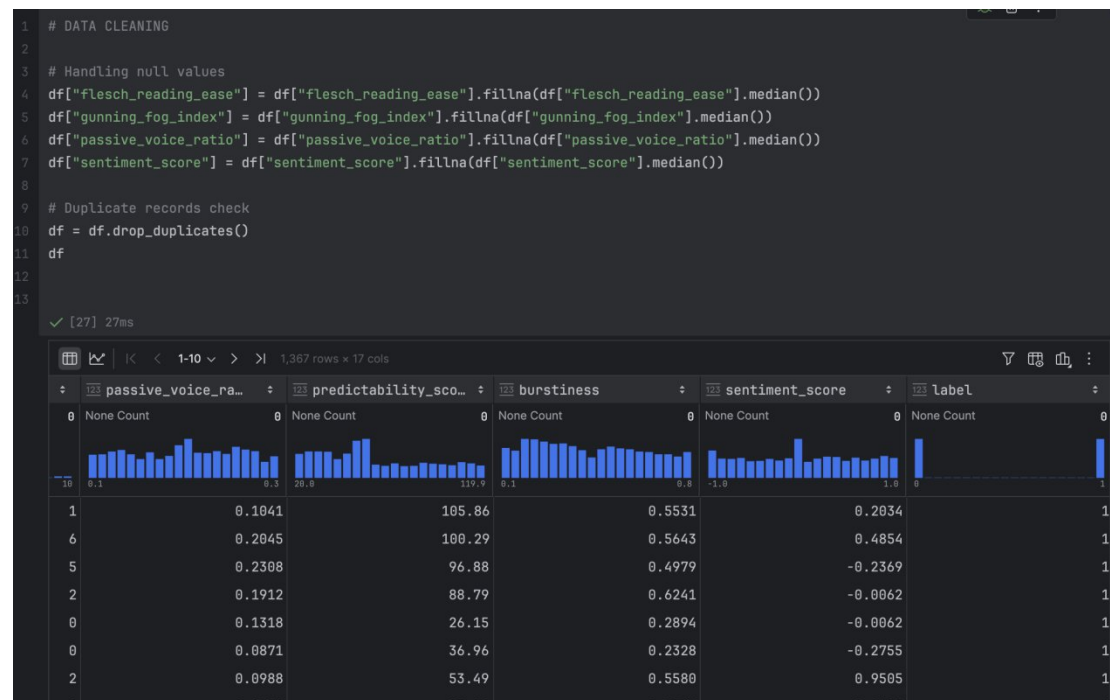 1 # DATA CLEANING
2
3 # Handling null values
4 df["flesch_reading_ease"] = df["flesch_reading_ease"].fillna(df["flesch_reading_ease"].median())
5 df["gunning_fog_index"] = df["gunning_fog_index"].fillna(df["gunning_fog_index"].median())
6 df["passive_voice_ratio"] = df["passive_voice_ratio"].fillna(df["passive_voice_ratio"].median())
7 df["sentiment_score"] = df["sentiment_score"].fillna(df["sentiment_score"].median())
8
9 # Duplicate records check
10 df = df.drop_duplicates()
11 df
12
13
[27] 27ms
1-10 1,367 rows × 17 cols
123 passive_voice_ra… 123 predictability_sco… 123 burstiness 123 sentiment_score 123 label
0 None Count 0 None Count 0 None Count 0 None Count 0 None Count 0
10 0.1 0.3 20.0 119.9 0.1 0.8 -1.0 1.0 0 1
1 0.1041 105.86 0.5531 0.2034 1
6 0.2045 100.29 0.5643 0.4854 1
5 0.2308 96.88 0.4979 -0.2369 1
2 0.1912 88.79 0.6241 -0.0062 1
0 0.1318 26.15 0.2894 -0.0062 1
0 0.0871 36.96 0.2328 -0.2755 1
2 0.0988 53.49 0.5580 0.9505 1